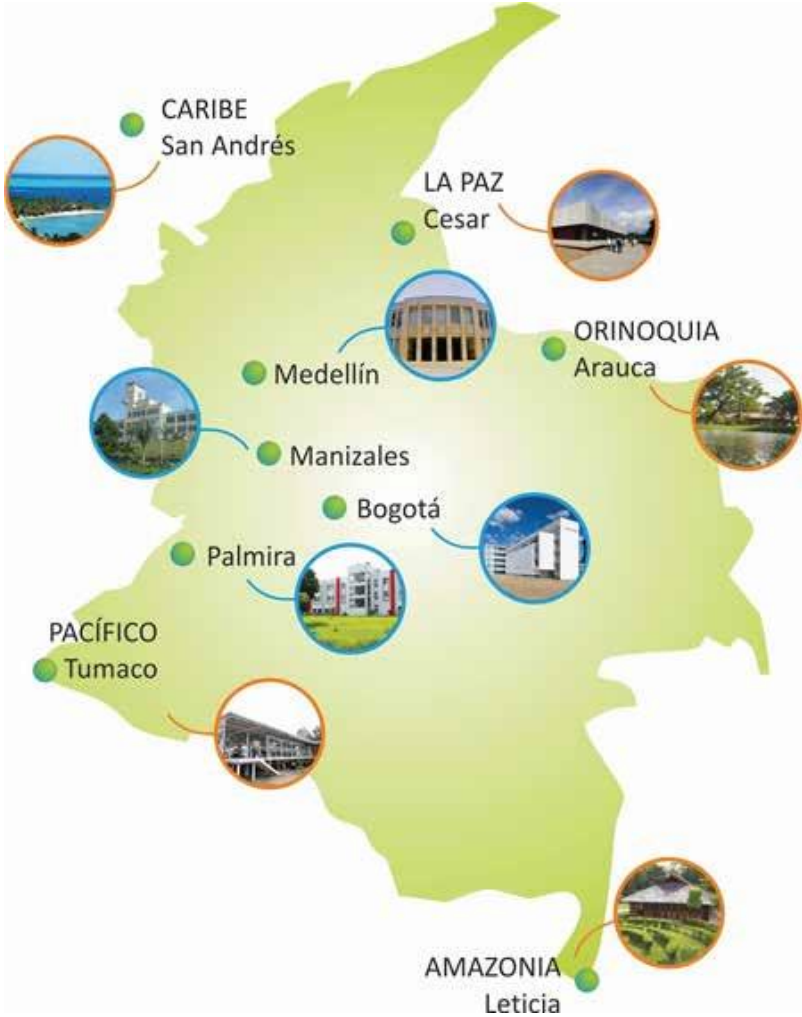 CARIBE
San Andrés
LA PAZ
Cesar
ORINOQUIA
Arauca
Medellín
Manizales
Bogotá
Palmira
PACÍFICO
Tumaco
AMAZONIA
Leticia